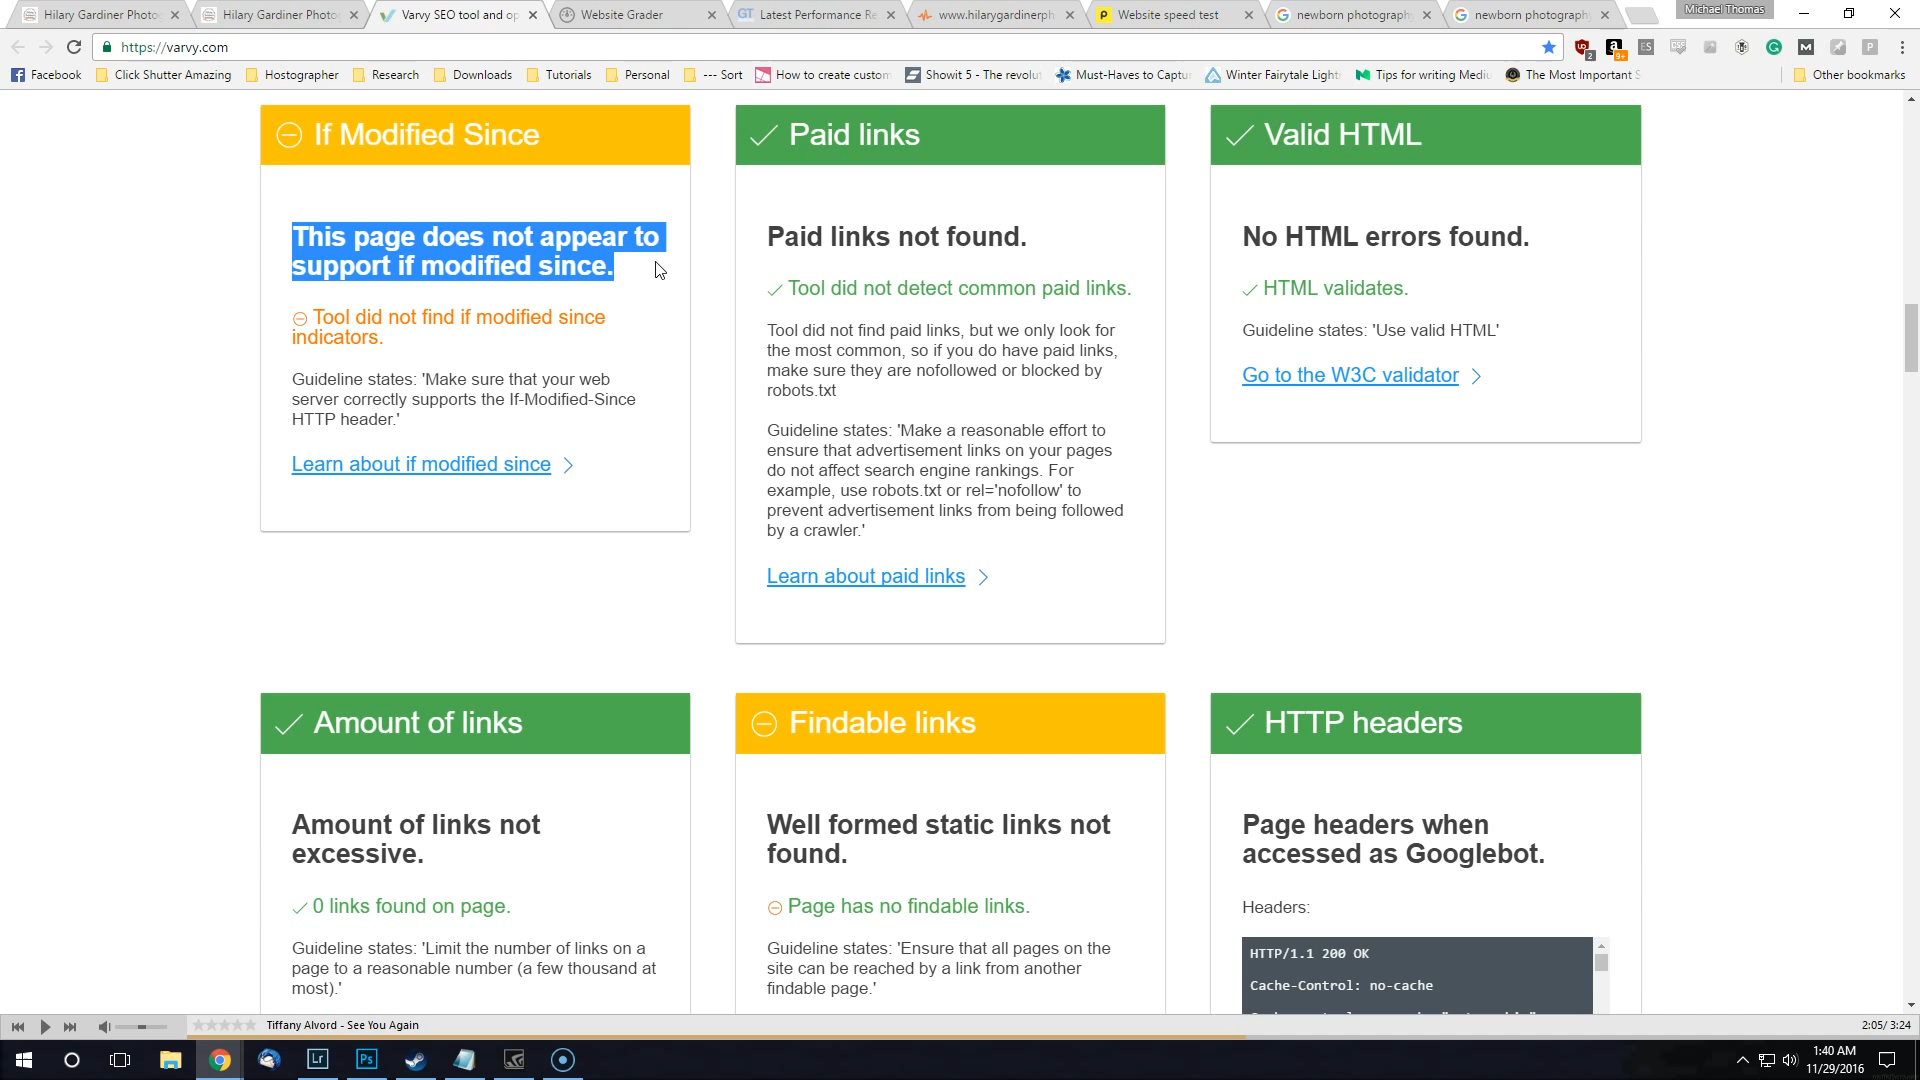 Hilary Gardiner Photo
Hilary Gardiner Photo
Varvy SEO tool and op
Website Grader
Latest Performance Re
www.hilarygardinerph
Website speed test
newborn photography
newborn photography
Michael Thomas
https://varvy.com
Facebook
Click Shutter Amazing
Hostographer
Research
Downloads
Tutorials
Personal
--- Sort
How to create custom
Showit 5 - The revolut
Must-Haves to Captu
Winter Fairytale Light
Tips for writing Mediu
The Most Important S
Other bookmarks
If Modified Since
This page does not appear to
support if modified since.
Tool did not find if modified since
indicators.
Guideline states: 'Make sure that your web
server correctly supports the If-Modified-Since
HTTP header.'
Learn about if modified since
Paid links
Paid links not found.
Tool did not detect common paid links.
Tool did not find paid links, but we only look for
the most common, so if you do have paid links,
make sure they are nofollowed or blocked by
robots.txt
Guideline states: 'Make a reasonable effort to
ensure that advertisement links on your pages
do not affect search engine rankings. For
example, use robots.txt or rel='nofollow' to
prevent advertisement links from being followed
by a crawler.'
Learn about paid links
Valid HTML
No HTML errors found.
HTML validates.
Guideline states: 'Use valid HTML'
Go to the W3C validator
Amount of links
Amount of links not
excessive.
0 links found on page.
Guideline states: 'Limit the number of links on a
page to a reasonable number (a few thousand at
most).'
Findable links
Well formed static links not
found.
Page has no findable links.
Guideline states: 'Ensure that all pages on the
site can be reached by a link from another
findable page.'
HTTP headers
Page headers when
accessed as Googlebot.
Headers:
HTTP/1.1 200 OK
Cache-Control: no-cache
Tiffany Alvord - See You Again
2:05/ 3:24
Lr
Ps
1:40 AM
11/29/2016